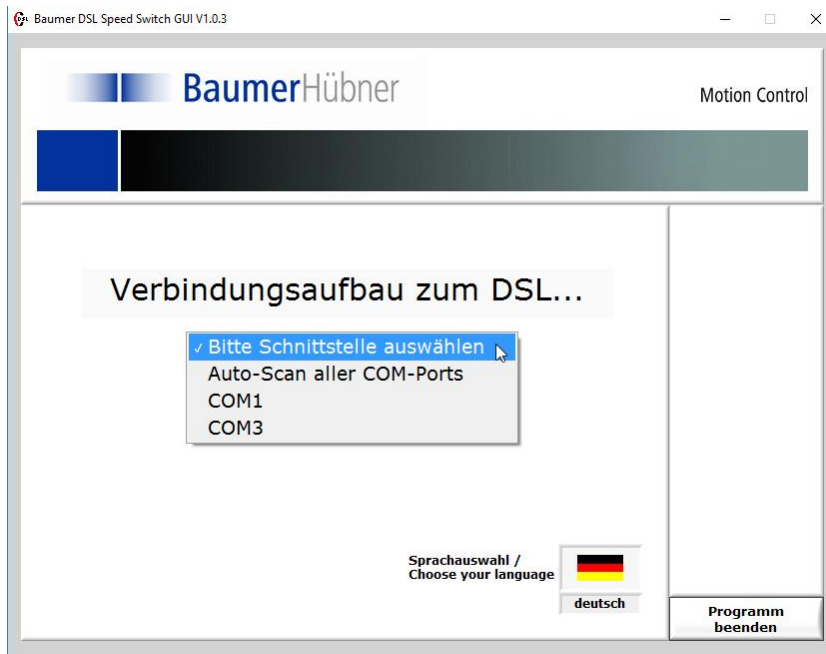 Baumer DSL Speed Switch GUI V1.0.3
BaumerHübner
Motion Control
Verbindungsaufbau zum DSL...
✓ Bitte Schnittstelle auswählen
Auto-Scan aller COM-Ports
COM1
COM3
Sprachauswahl /
Choose your language
deutsch
Programm
beenden